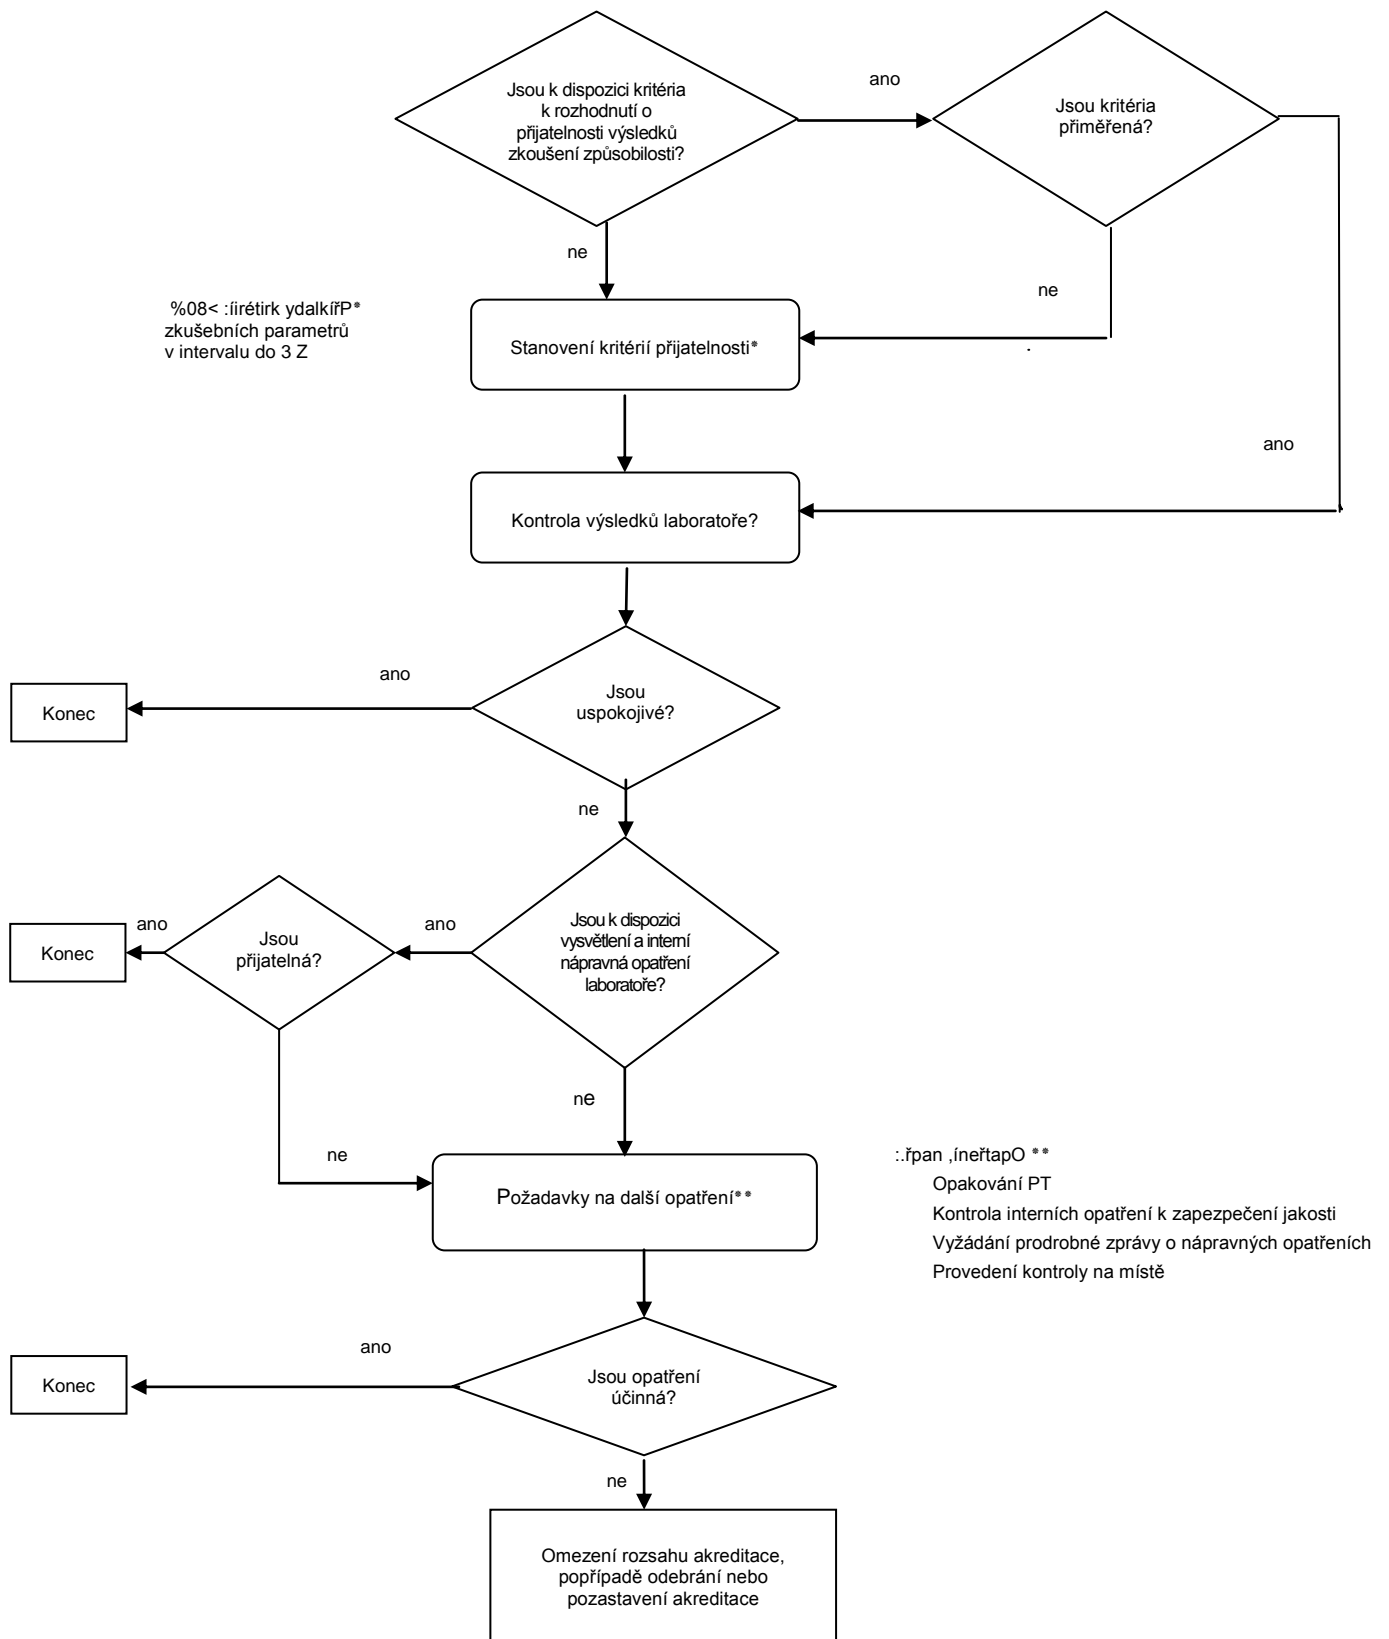 Jsou k dispozici kritéria
k rozhodnutí o
přijatelnosti výsledků
zkoušení způsobilosti?
ano
Jsou kritéria
přiměřená?
ne
ne
%08< :íirétirk ydalkířP*
zkušebních parametrů
v intervalu do 3 Z
Stanovení kritérií přijatelnosti*
.
ano
Kontrola výsledků laboratoře?
ano
Jsou
uspokojivé?
Konec
ne
ano
Jsou
přijatelná?
ano
Jsou k dispozici
vysvětlení a interní
nápravná opatření
laboratoře?
Konec
ne
ne
Požadavky na další opatření**
:.řpan ,íneřtapO **
Opakování PT
Kontrola interních opatření k zapezpečení jakosti
Vyžádání prodrobné zprávy o nápravných opatřeních
Provedení kontroly na místě
ano
Jsou opatření
účinná?
Konec
ne
Omezení rozsahu akreditace,
popřípadě odebrání nebo
pozastavení akreditace